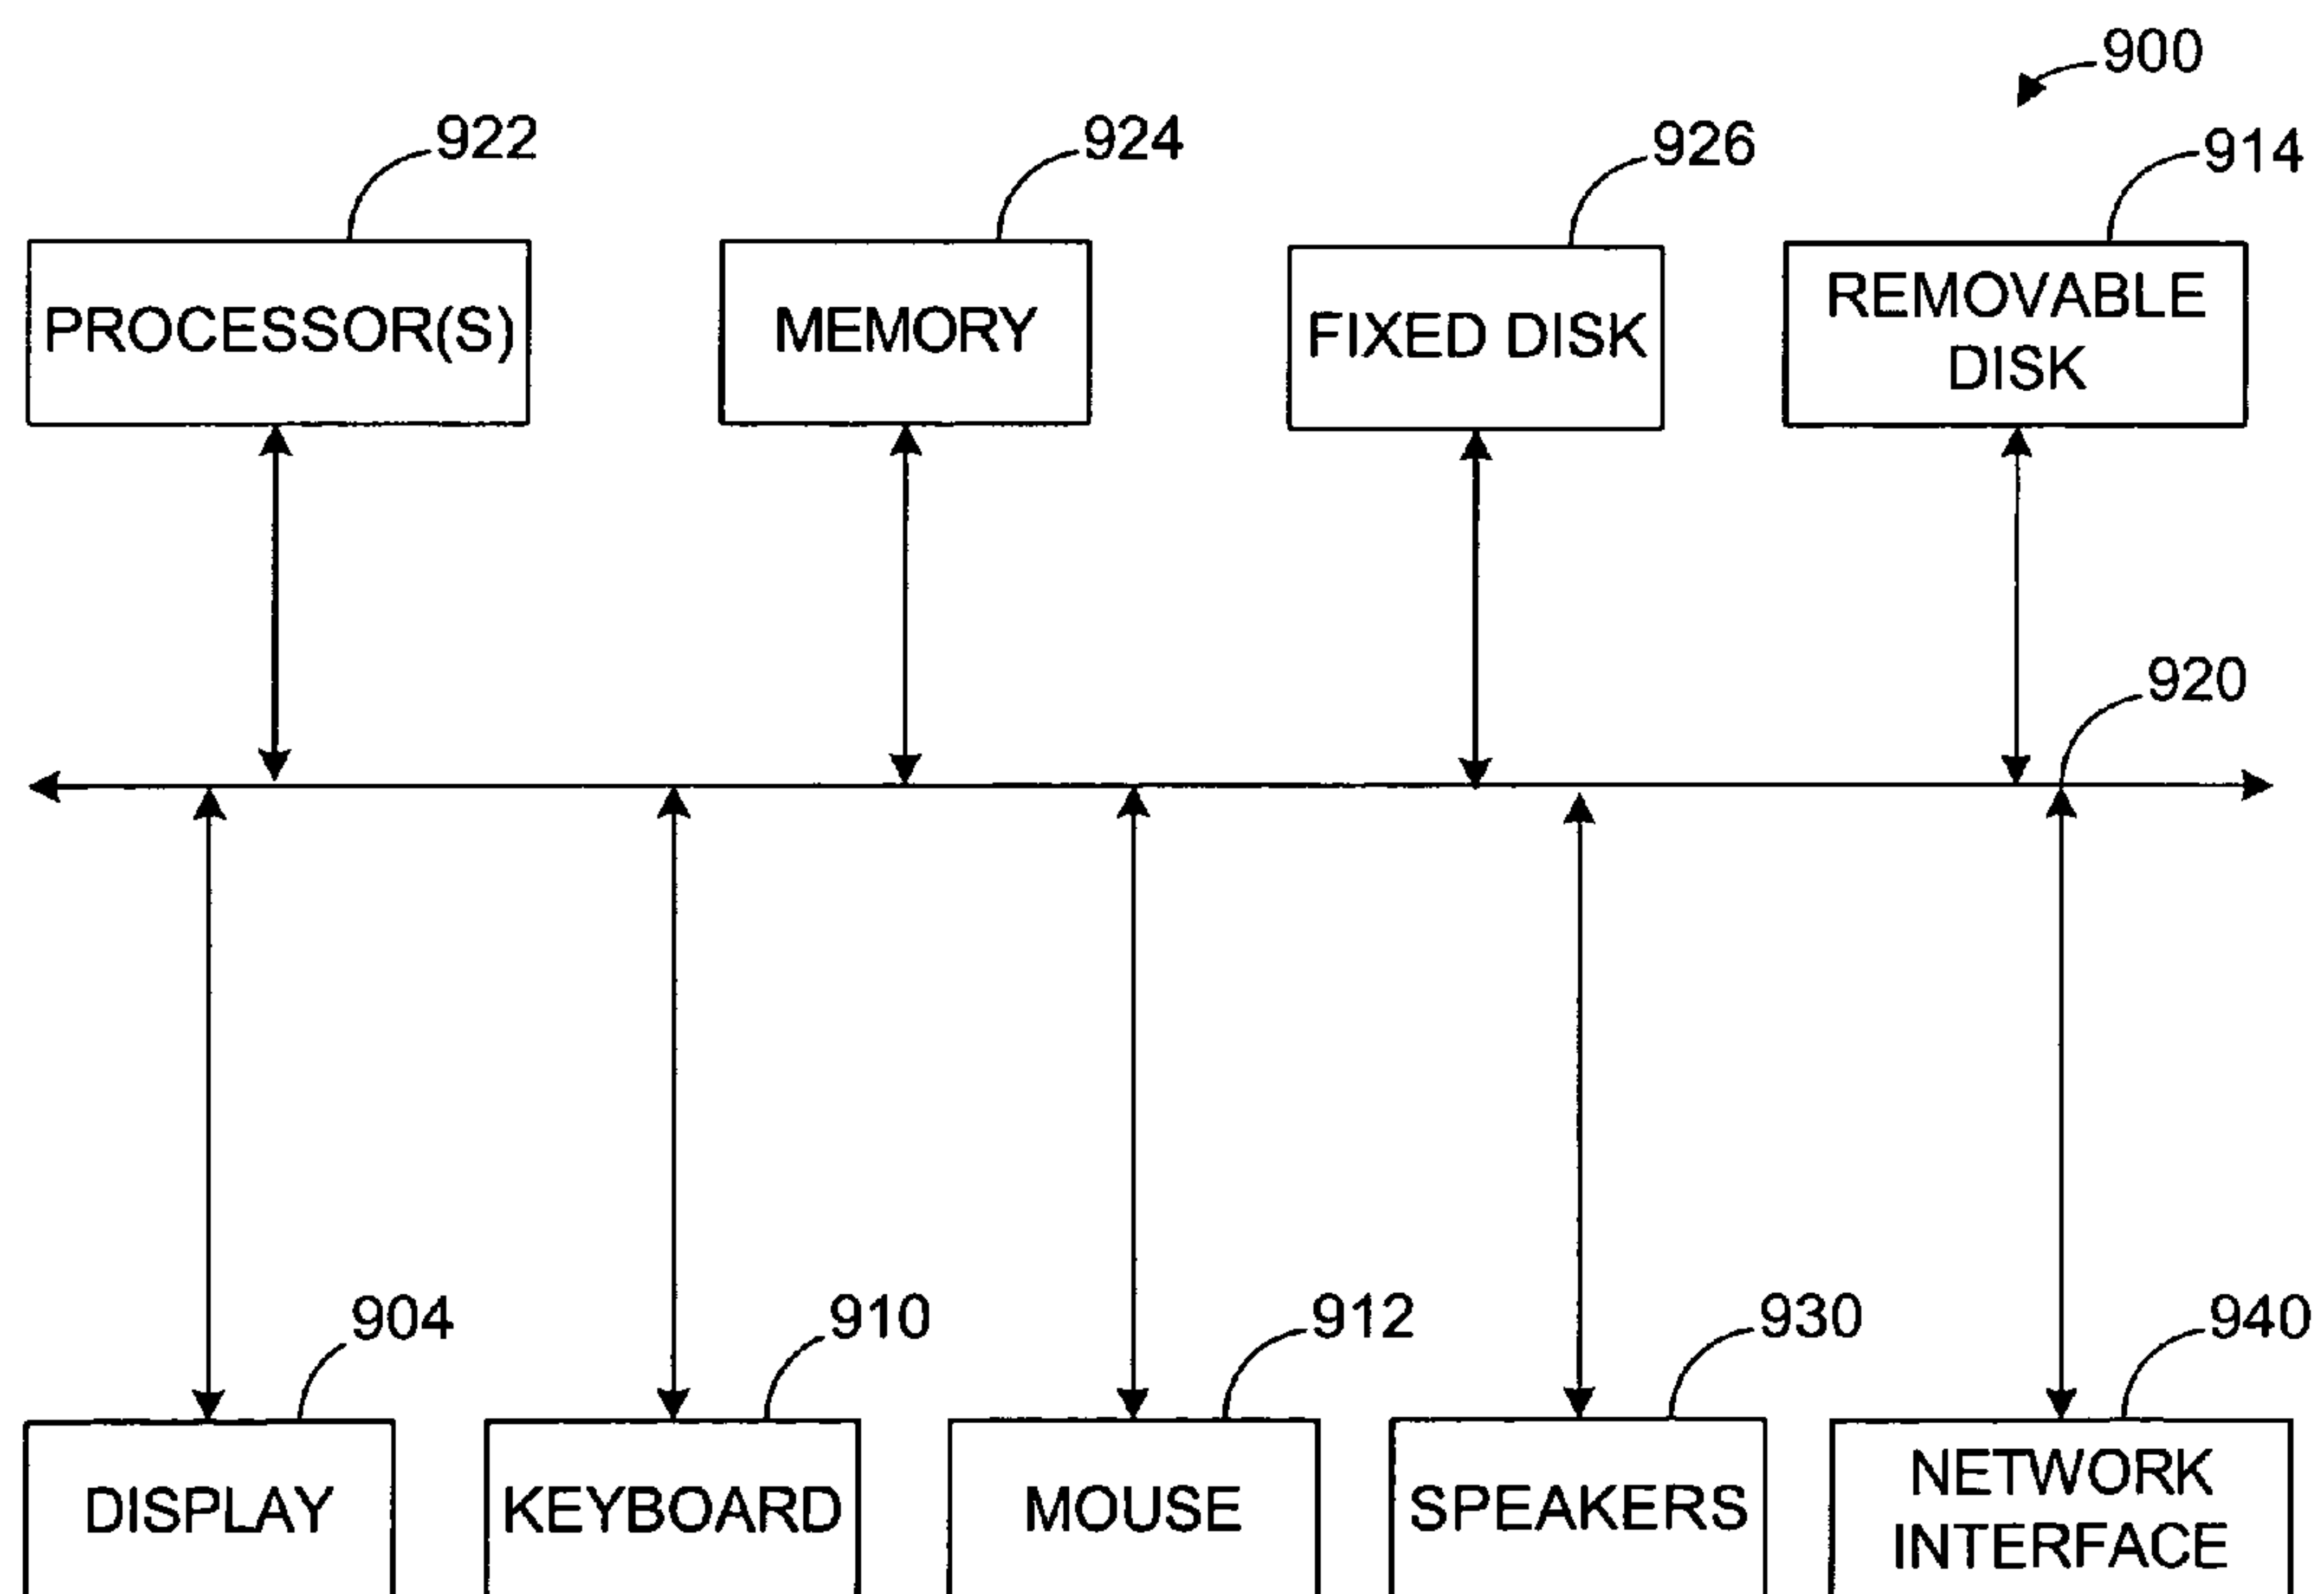 900
922
924
926
914
PROCESSOR(S)
MEMORY
FIXED DISK
REMOVABLE
DISK
920
904
910
912
930
940
DISPLAY
KEYBOARD
MOUSE
SPEAKERS
NETWORK
INTERFACE